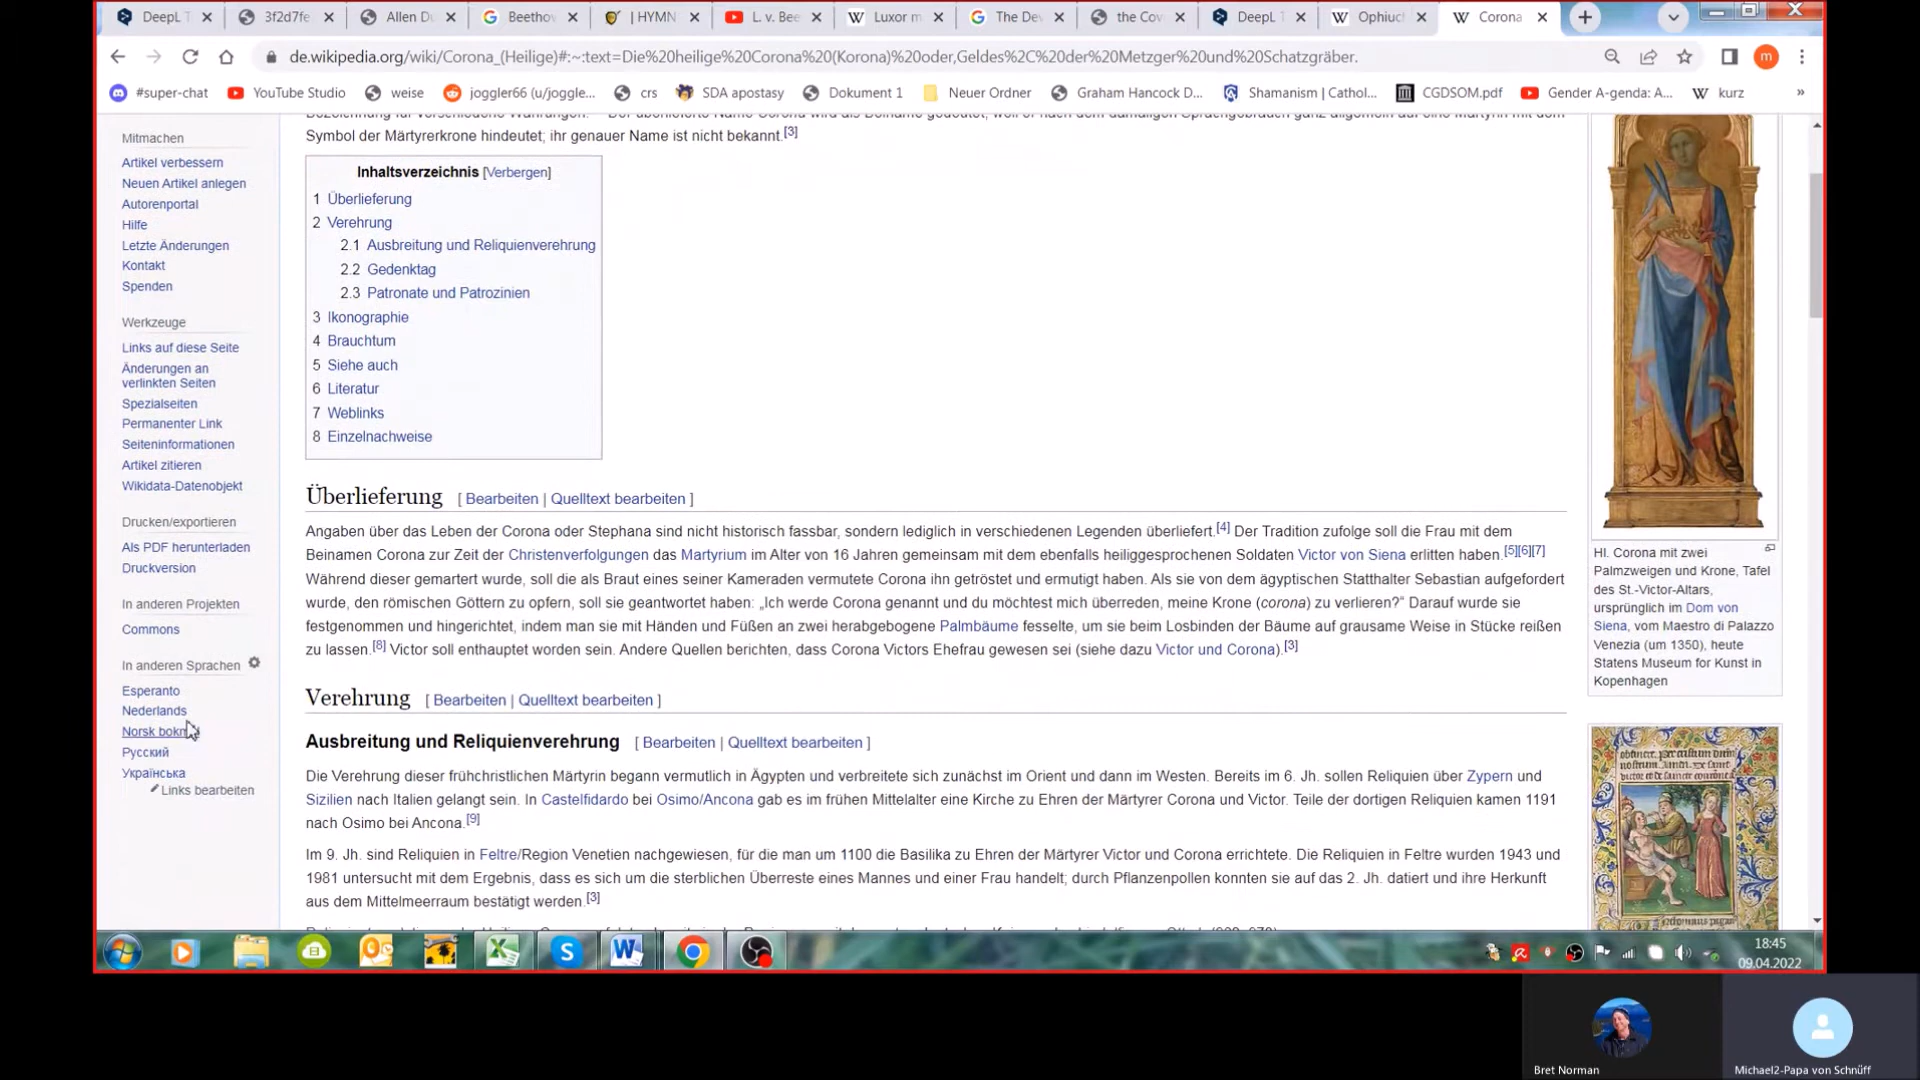 DeepL T
3f2d7fe
Allen Du
Beethov
| HYMN
L. v. Bee
Luxor m
The Dev
the Cov
DeepL T
Ophiuch
Corona
de.wikipedia.org/wiki/Corona_(Heilige)#:~:text=Die%20heilige%20Corona%20(Korona)%20oder,Geldes%2C%20der%20Metzger%20und%20Schatzgräber.
m
#super-chat
YouTube Studio
weise
joggler66 (u/joggle...
crs
SDA apostasy
Dokument 1
Neuer Ordner
Graham Hancock D...
Shamanism | Cathol...
CGDSOM.pdf
Gender A-genda: A...
kurz
»
Mitmachen
Artikel verbessern
Neuen Artikel anlegen
Autorenportal
Hilfe
Letzte Änderungen
Kontakt
Spenden
Werkzeuge
Links auf diese Seite
Änderungen an
verlinkten Seiten
Spezialseiten
Permanenter Link
Seiteninformationen
Artikel zitieren
Wikidata-Datenobjekt
Drucken/exportieren
Als PDF herunterladen
Druckversion
In anderen Projekten
Commons
In anderen Sprachen
Esperanto
Nederlands
Norsk bokm
Русский
Українська
Links bearbeiten
Symbol der Märtyrerkrone hindeutet; ihr genauer Name ist nicht bekannt.[3]
Inhaltsverzeichnis [Verbergen]
1 Überlieferung
2 Verehrung
2.1 Ausbreitung und Reliquienverehrung
2.2 Gedenktag
2.3 Patronate und Patrozinien
3 Ikonographie
4 Brauchtum
5 Siehe auch
6 Literatur
7 Weblinks
8 Einzelnachweise
Überlieferung [ Bearbeiten | Quelltext bearbeiten ]
Angaben über das Leben der Corona oder Stephana sind nicht historisch fassbar, sondern lediglich in verschiedenen Legenden überliefert.[4] Der Tradition zufolge soll die Frau mit dem
Beinamen Corona zur Zeit der Christenverfolgungen das Martyrium im Alter von 16 Jahren gemeinsam mit dem ebenfalls heiliggesprochenen Soldaten Victor von Siena erlitten haben.[5][6][7]
Während dieser gemartert wurde, soll die als Braut eines seiner Kameraden vermutete Corona ihn getröstet und ermutigt haben. Als sie von dem ägyptischen Statthalter Sebastian aufgefordert
wurde, den römischen Göttern zu opfern, soll sie geantwortet haben: „Ich werde Corona genannt und du möchtest mich überreden, meine Krone (corona) zu verlieren?“ Darauf wurde sie
festgenommen und hingerichtet, indem man sie mit Händen und Füßen an zwei herabgebogene Palmbäume fesselte, um sie beim Losbinden der Bäume auf grausame Weise in Stücke reißen
zu lassen.[8] Victor soll enthauptet worden sein. Andere Quellen berichten, dass Corona Victors Ehefrau gewesen sei (siehe dazu Victor und Corona).[3]
Verehrung [ Bearbeiten | Quelltext bearbeiten ]
Ausbreitung und Reliquienverehrung [ Bearbeiten | Quelltext bearbeiten ]
Die Verehrung dieser frühchristlichen Märtyrin begann vermutlich in Ägypten und verbreitete sich zunächst im Orient und dann im Westen. Bereits im 6. Jh. sollen Reliquien über Zypern und
Sizilien nach Italien gelangt sein. In Castelfidardo bei Osimo/Ancona gab es im frühen Mittelalter eine Kirche zu Ehren der Märtyrer Corona und Victor. Teile der dortigen Reliquien kamen 1191
nach Osimo bei Ancona.[9]
Im 9. Jh. sind Reliquien in Feltre/Region Venetien nachgewiesen, für die man um 1100 die Basilika zu Ehren der Märtyrer Victor und Corona errichtete. Die Reliquien in Feltre wurden 1943 und
1981 untersucht mit dem Ergebnis, dass es sich um die sterblichen Überreste eines Mannes und einer Frau handelt; durch Pflanzenpollen konnten sie auf das 2. Jh. datiert und ihre Herkunft
aus dem Mittelmeerraum bestätigt werden.[3]
Hl. Corona mit zwei
Palmzweigen und Krone, Tafel
des St.-Victor-Altars,
ursprünglich im Dom von
Siena, vom Maestro di Palazzo
Venezia (um 1350), heute
Statens Museum for Kunst in
Kopenhagen
18:45
09.04.2022
Bret Norman
Michael2-Papa von Schnüff